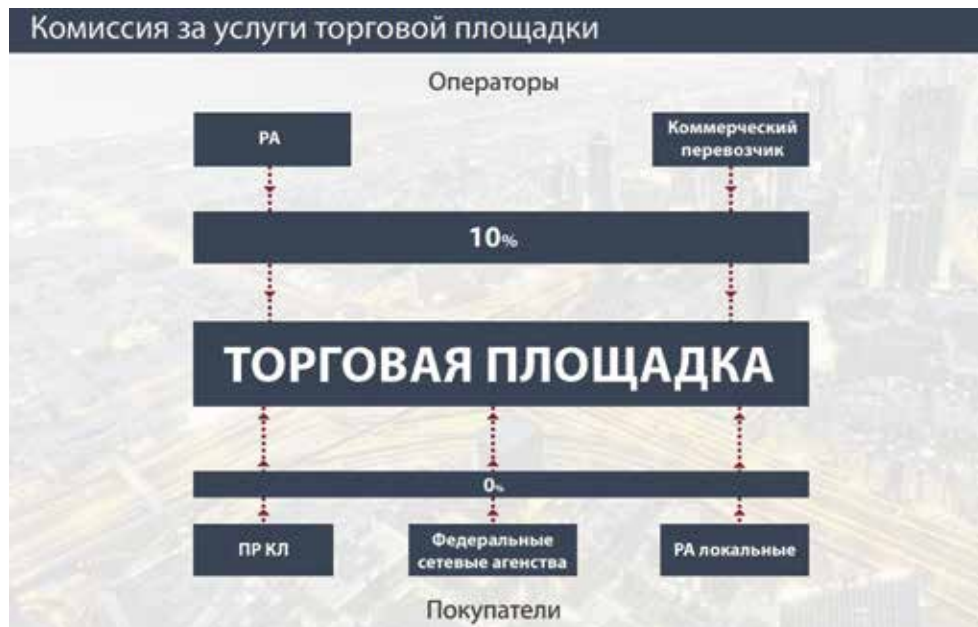 Комиссия за услуги торговой площадки
Операторы
РА
Коммерческий
перевозчик
10%
ТОРГОВАЯ ПЛОЩАДКА
0%
ПР КЛ
Федеральные
сетевые агенства
РА локальные
Покупатели